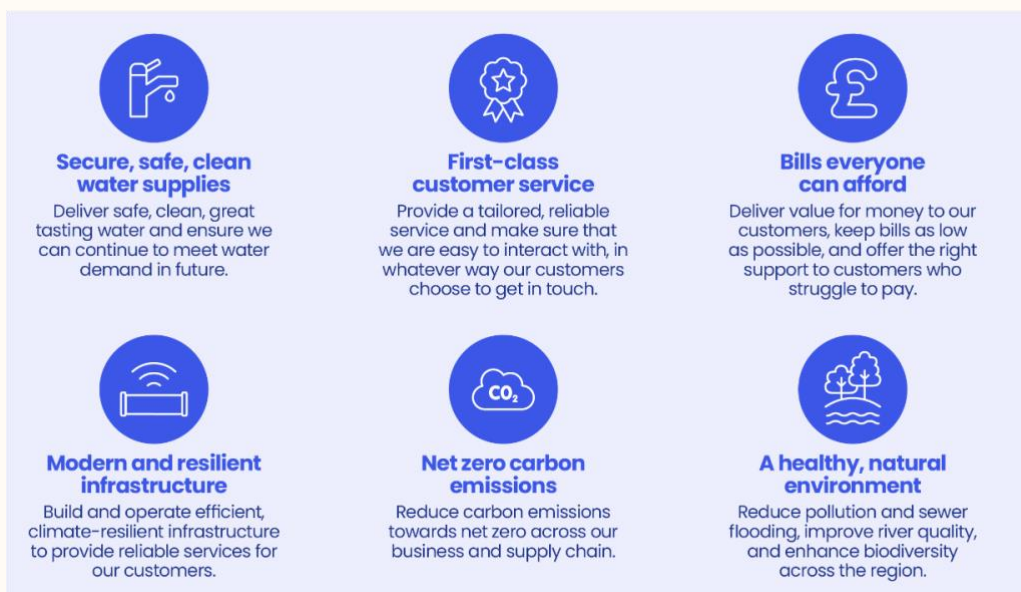 £
Secure, safe, clean
water supplies
Deliver safe, clean, great
tasting water and ensure we
can continue to meet water
demand in future.
First-class
customer service
Provide a tailored, reliable
service and make sure that
we are easy to interact with, in
whatever way our customers
choose to get in touch.
Bills everyone
can afford
Deliver value for money to our
customers, keep bills as low
as possible, and offer the right
support to customers who
struggle to pay.
Modern and resilient
infrastructure
Build and operate efficient,
climate-resilient infrastructure
to provide reliable services for
our customers.
CO₂
Net zero carbon
emissions
Reduce carbon emissions
towards net zero across our
business and supply chain.
A healthy, natural
environment
Reduce pollution and sewer
flooding, improve river quality,
and enhance biodiversity
across the region.